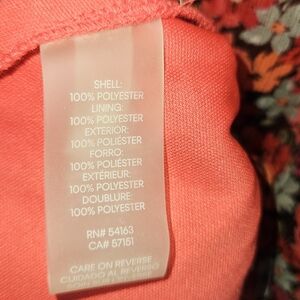 SHELL:
100% POLYESTER
LINING:
100% POLYESTER
EXTERIOR:
100% POLIÉSTER
FORRO:
100% POLIÉSTER
EXTÉRIEUR:
100% POLYESTER
DOUBLURE:
100% POLYESTER
RN# 54163
CA# 57151
CARE ON REVERSE
CUIDADO AL REVERSO